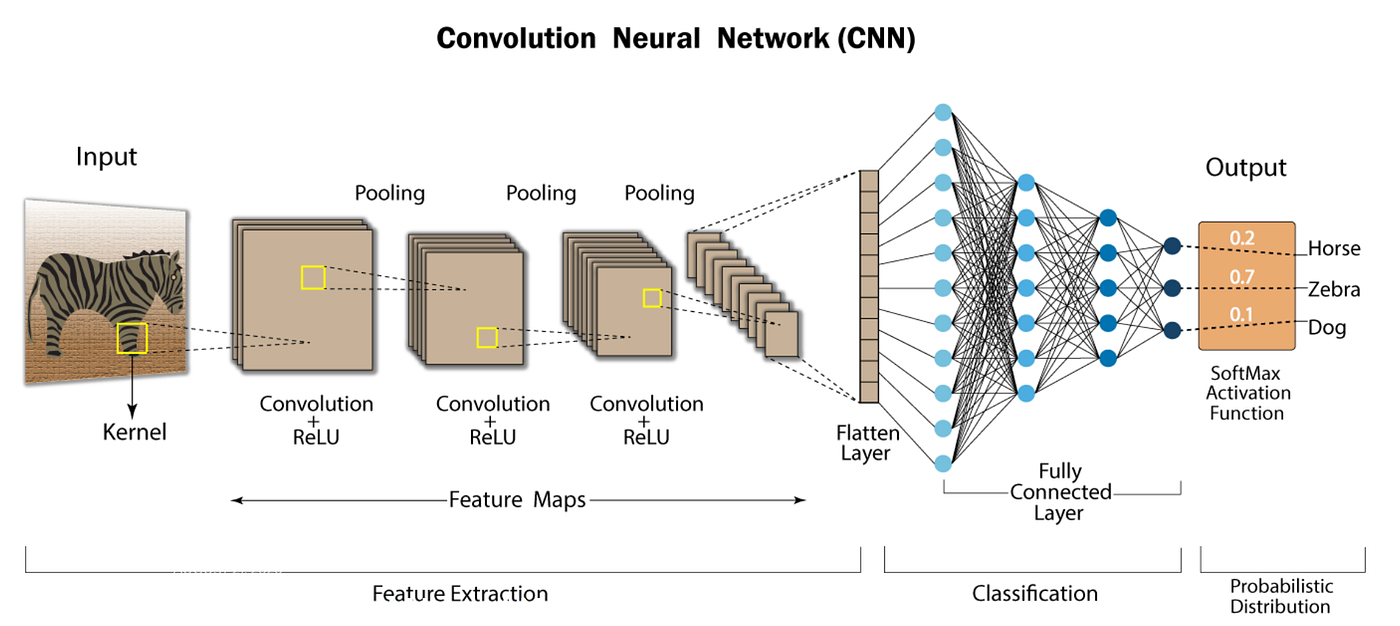 Convolution Neural Network (CNN)
Input
Pooling
Pooling
Pooling
Output
0.2
Horse
0.7
Zebra
0.1
Dog
Kernel
Convolution
+
ReLU
Convolution
+
ReLU
Convolution
+
ReLU
Flatten
Layer
SoftMax
Activation
Function
Fully
Connected
Layer
Feature Maps
Feature Extraction
Classification
Probabilistic
Distribution